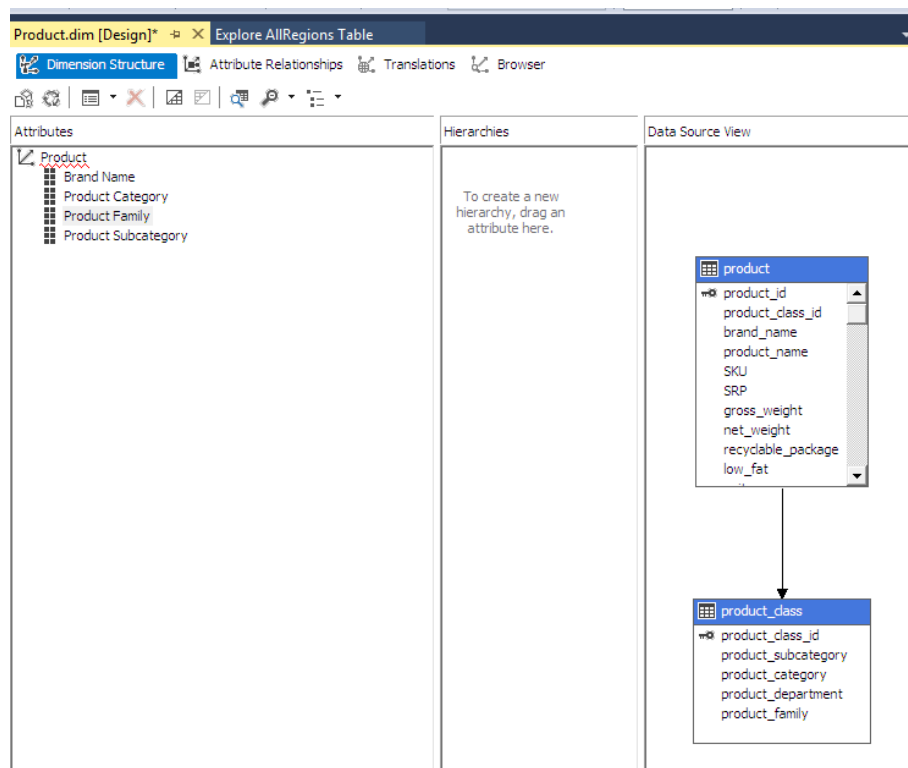 Product.dim [Design]* Explore AllRegions Table
Dimension Structure Attribute Relationships Translations Browser
Attributes
Product
Brand Name
Product Category
Product Family
Product Subcategory
Hierarchies
To create a new
hierarchy, drag an
attribute here.
Data Source View
product
product_id
product_class_id
brand_name
product_name
SKU
SRP
gross_weight
net_weight
recyclable_package
low_fat
product_class
product_class_id
product_subcategory
product_category
product_department
product_family